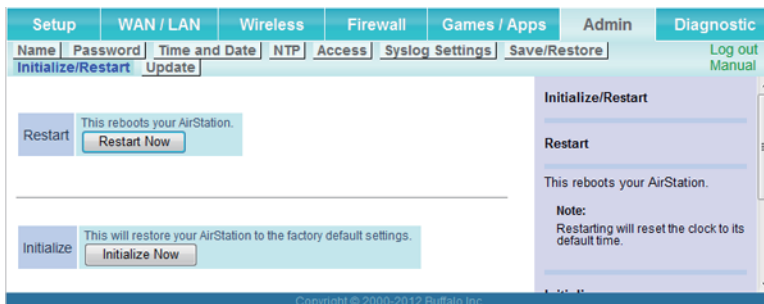 Setup WAN / LAN Wireless Firewall Games / Apps Admin Diagnostic
Name Password Time and Date NTP Access Syslog Settings Save/Restore Log out
Initialize/Restart Update Manual
Restart
This reboots your AirStation.
Restart Now
Initialize
This will restore your AirStation to the factory default settings.
Initialize Now
Initialize/Restart
Restart
This reboots your AirStation.
Note:
Restarting will reset the clock to its
default time.
Copyright © 2000-2012 Buffalo Inc.